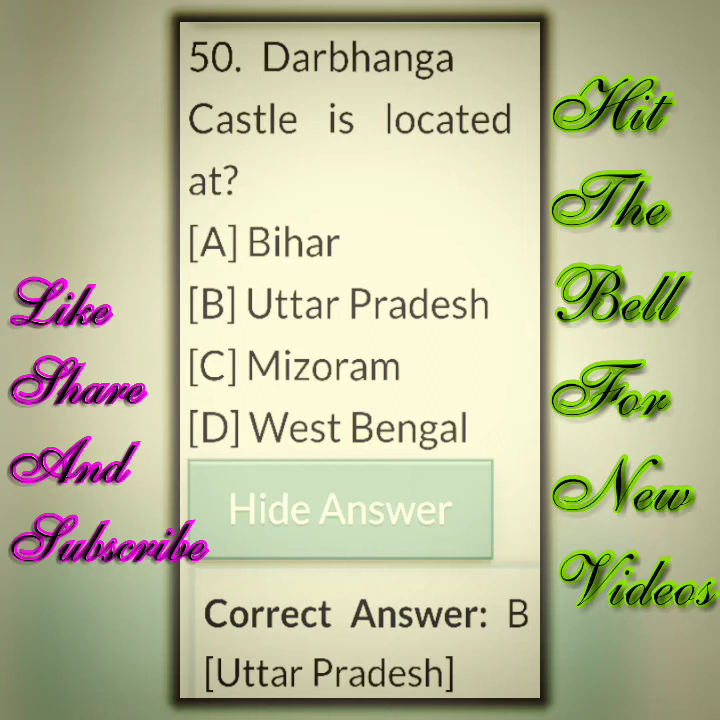 50. Darbhanga
Castle is located
at?
[A] Bihar
[B] Uttar Pradesh
[C] Mizoram
[D] West Bengal
Hide Answer
Correct Answer: B
[Uttar Pradesh]
Like
Share
And
Subscribe
Hit
The
Bell
For
New
Videos